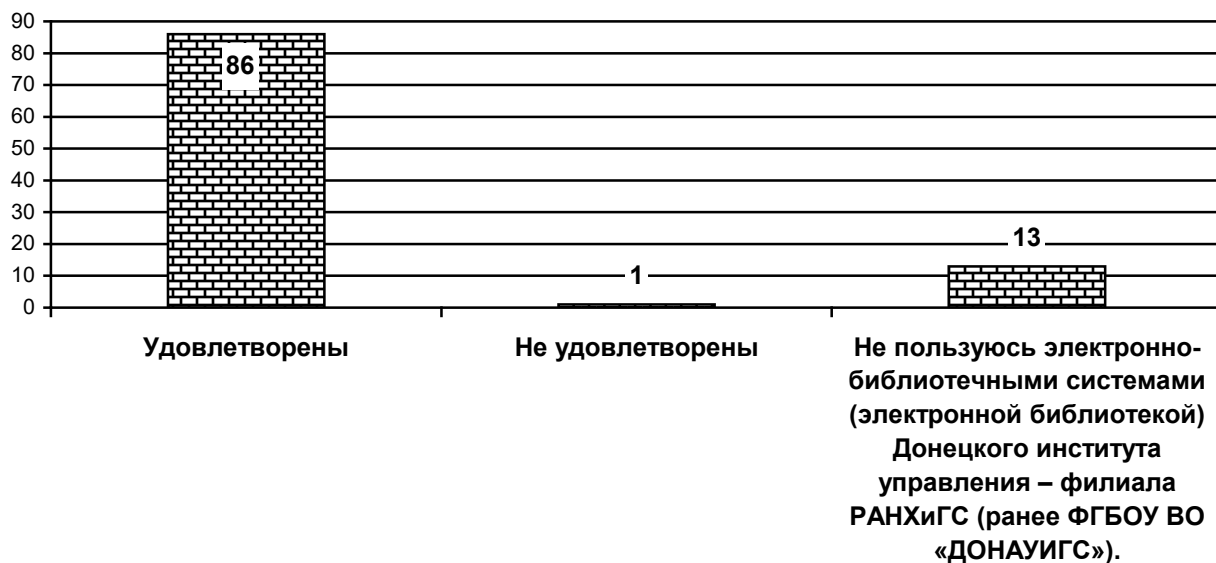 90
80
86
70
60
50
40
30
20
13
10
1
0
Удовлетворены
Не удовлетворены
Не пользуюсь электронно-
библиотечными системами
(электронной библиотекой)
Донецкого института
управления – филиала
РАНХиГС (ранее ФГБОУ ВО
«ДОНАУИГС»).